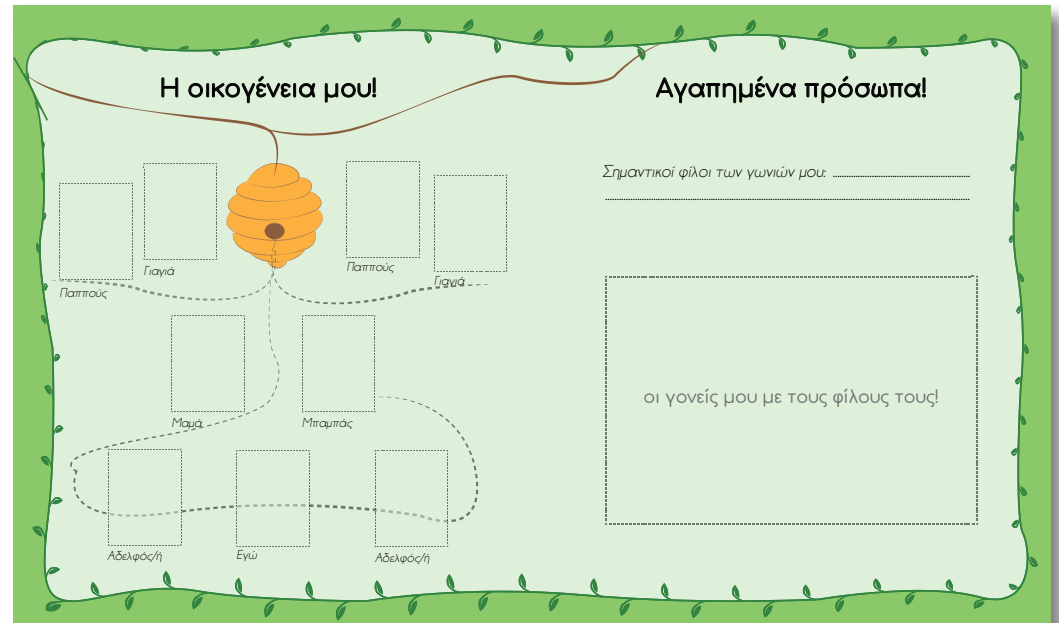 Η οικογένεια μου!
Γιαγιά
Παππούς
Παππούς
Γιαγιά
Μαμά
Μπαμπάς
Αδελφός/ή
Εγώ
Αδελφός/ή
Αγαπημένα πρόσωπα!
Σημαντικοί φίλοι των γωνιών μου:
οι γονείς μου με τους φίλους τους!